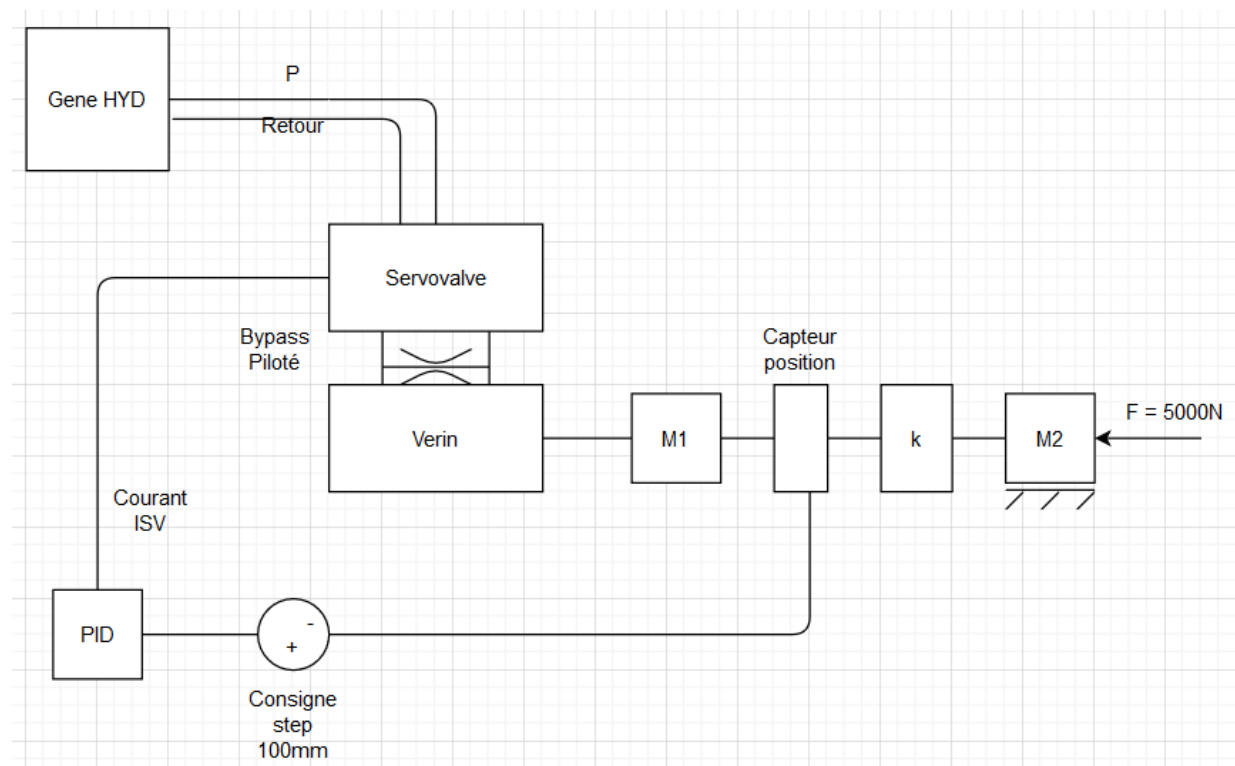 P
Gene HYD
Retour
Servovalve
Bypass
Piloté
Capteur
position
F = 5000N
Verin
M1
k
M2
Courant
ISV
PID
-
+
Consigne
step
100mm